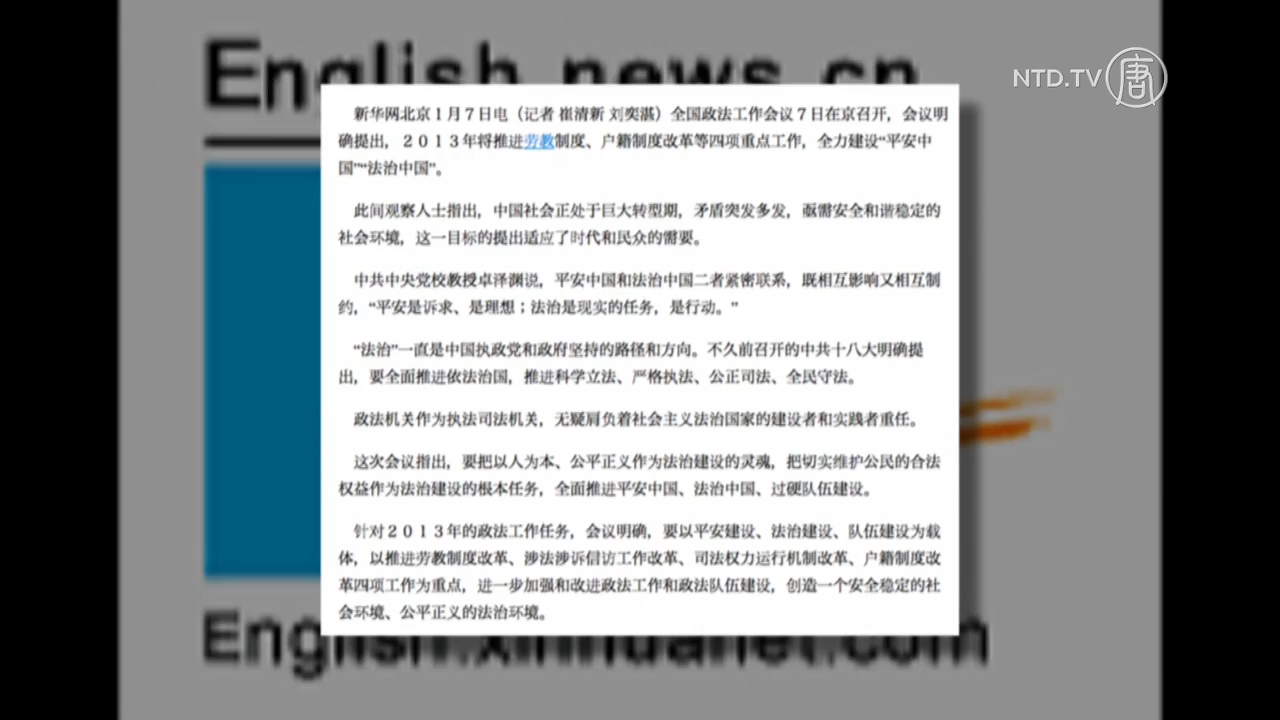 English.news.cn
NTD.TV 唐
新华网北京１月７日电（记者 崔清新 刘奕湛）全国政法工作会议７日在京召开，会议明
确提出，２０１３年将推进劳教制度、户籍制度改革等四项重点工作，全力建设“平安中
国”“法治中国”。
此间观察人士指出，中国社会正处于巨大转型期，矛盾突发多发，亟需安全和谐稳定的
社会环境，这一目标的提出适应了时代和民众的需要。
中共中央党校教授卓泽渊说，平安中国和法治中国二者紧密联系，既相互影响又相互制
约，“平安是诉求、是理想；法治是现实的任务，是行动。”
“法治”一直是中国执政党和政府坚持的路径和方向。不久前召开的中共十八大明确提
出，要全面推进依法治国，推进科学立法、严格执法、公正司法、全民守法。
政法机关作为执法司法机关，无疑肩负着社会主义法治国家的建设者和实践者重任。
这次会议指出，要把以人为本、公平正义作为法治建设的灵魂，把切实维护公民的合法
权益作为法治建设的根本任务，全面推进平安中国、法治中国、过硬队伍建设。
针对２０１３年的政法工作任务，会议明确，要以平安建设、法治建设、队伍建设为载
体，以推进劳教制度改革、涉法涉诉信访工作改革、司法权力运行机制改革、户籍制度改
革四项工作为重点，进一步加强和改进政法工作和政法队伍建设，创造一个安全稳定的社
会环境、公平正义的法治环境。
English.xinhuanet.com